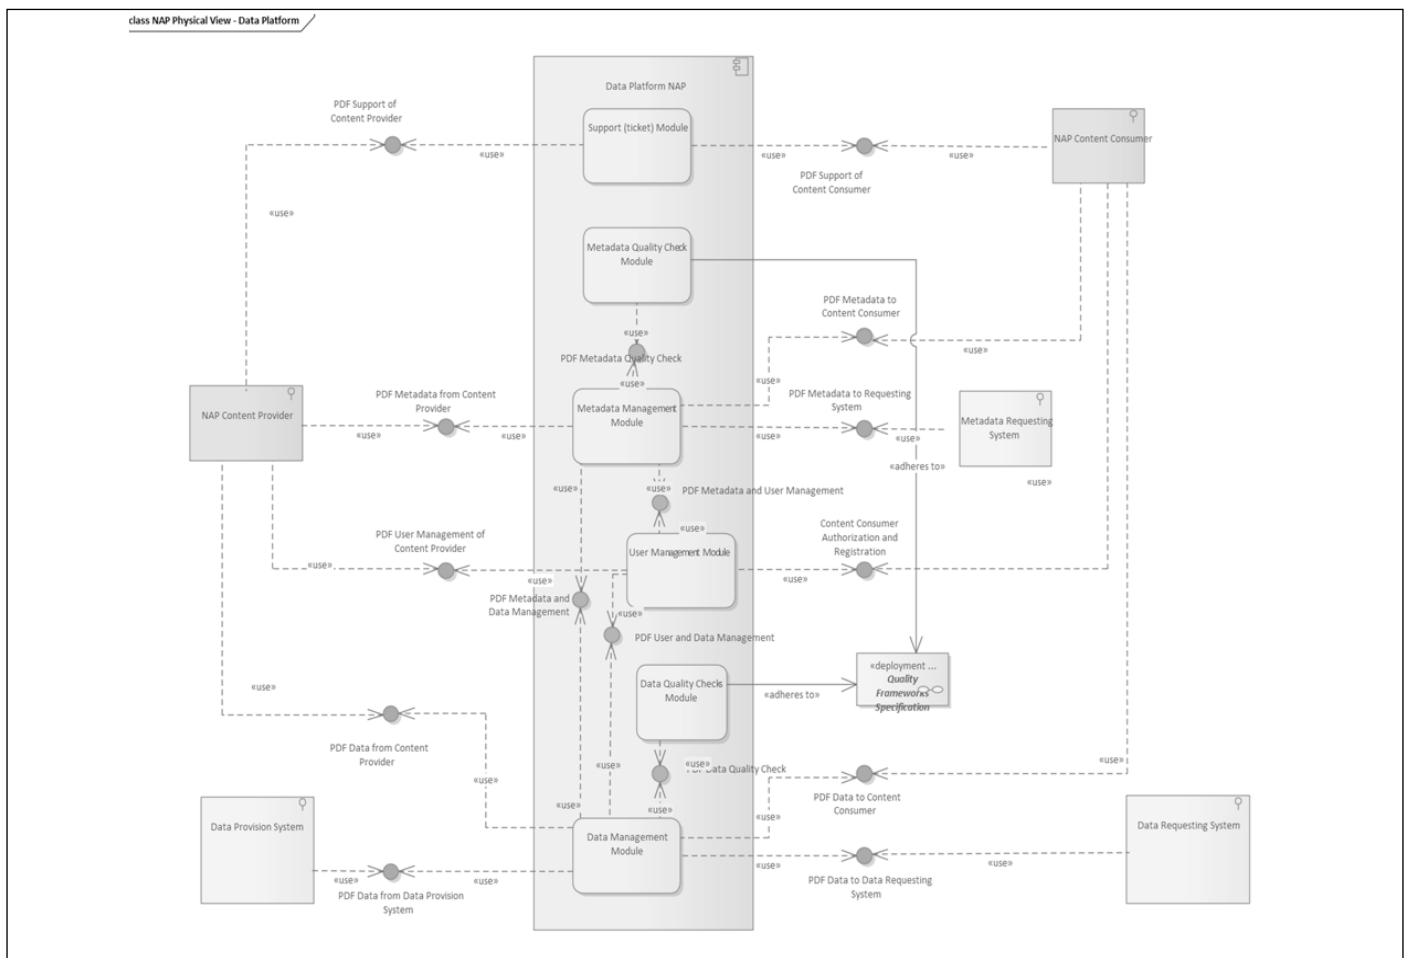 class NAP Physical View - Data Platform
Data Platform NAP
PDF Support of
Content Provider
Support (ticket) Module
NAP Content Consumer
«use»
«use»
«use»
PDF Support of
Content Consumer
«use»
Metadata Quality Check
Module
PDF Metadata to
Content Consumer
«use»
«use»
PDF Metadata Quality Check
«use»
«use»
PDF Metadata from Content
Provider
PDF Metadata to Requesting
System
NAP Content Provider
Metadata Management
Module
Metadata Requesting
System
«use»
«use»
«use»
«use»
«adheres to»
«use»
«use»
«use»
PDF Metadata and User Management
PDF User Management of
Content Provider
«use»
Content Consumer
Authorization and
Registration
User Management Module
«use»
«use»
«use»
PDF Metadata and
Data Management
«use»
PDF User and Data Management
«deployment ...
Quality
Frameworks
Specification
Data Quality Checks
Module
«use»
«adheres to»
PDF Data from Content
Provider
«use»
«use»
PDF Data Quality Check
«use»
«use»
«use»
«use»
PDF Data to Content
Consumer
«use»
Data Provision System
Data Management
Module
Data Requesting System
«use»
«use»
«use»
«use»
PDF Data from Data Provision
System
PDF Data to Data Requesting
System